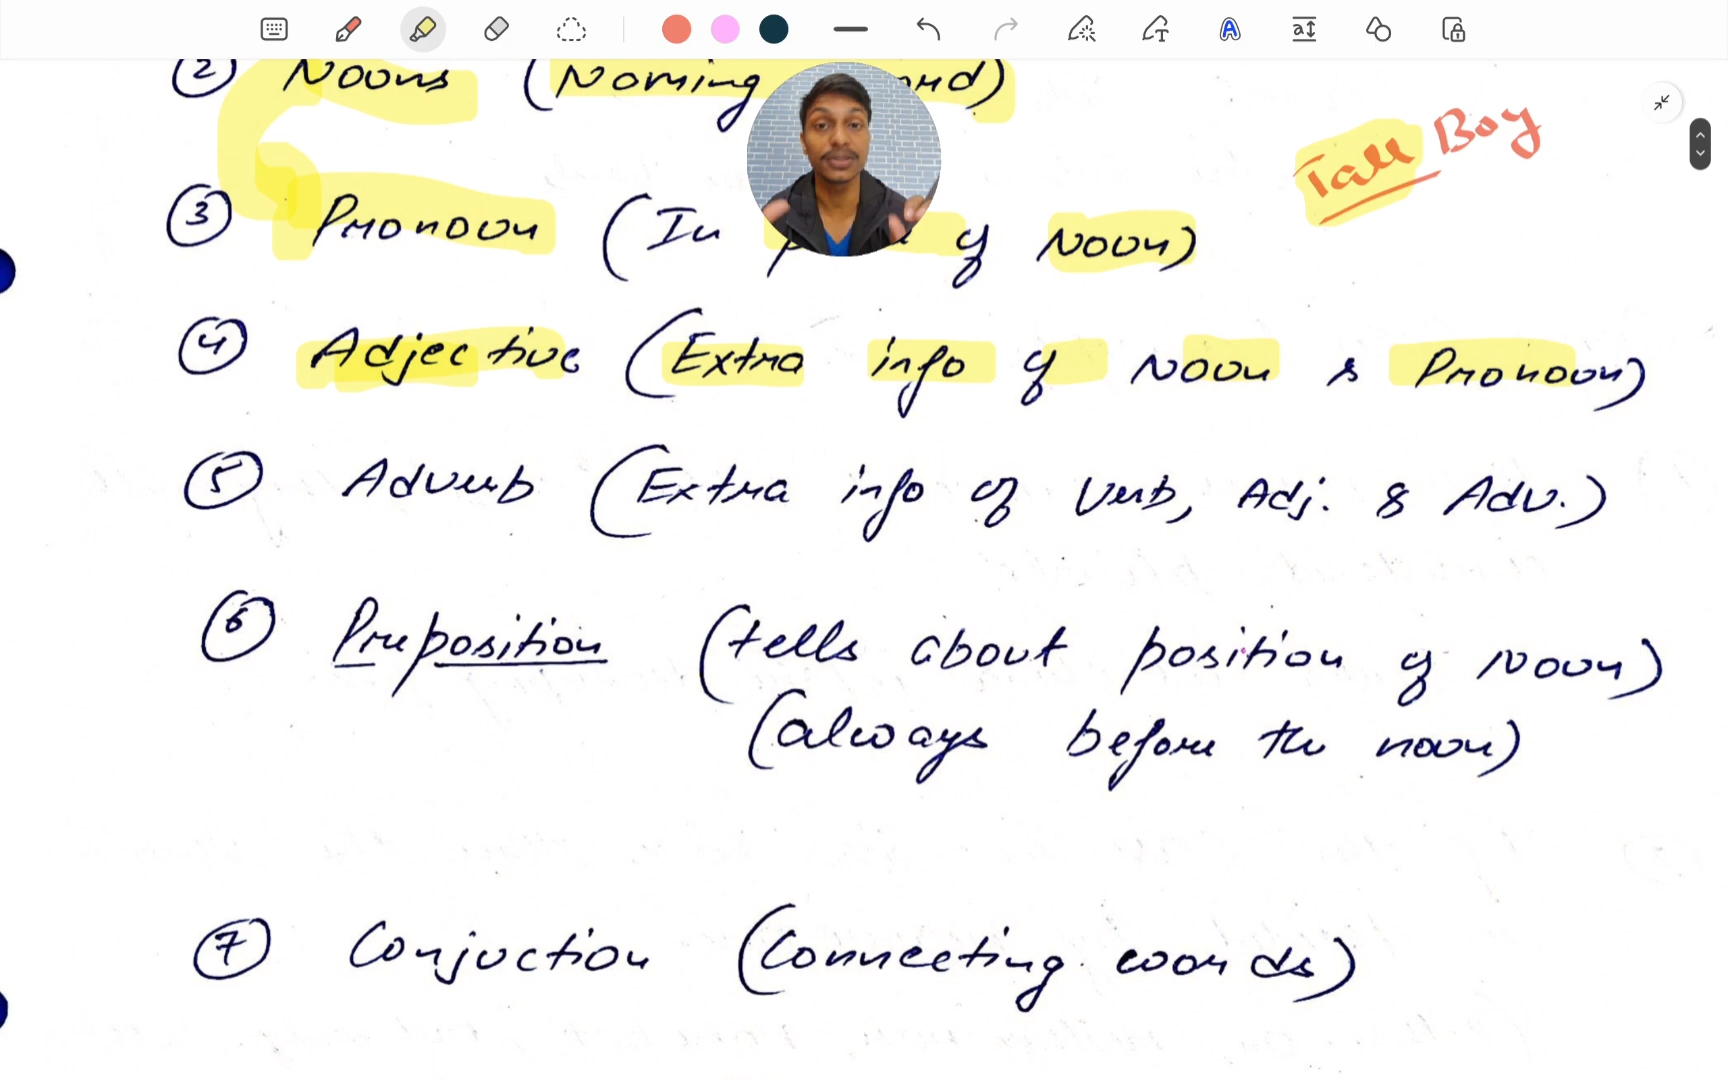 ② Nouns (Naming
Tall Boy
③ Pronoun (In of Noun)
④ Adjective (Extra info of Noun & Pronoun)
⑤ Adverb (Extra info of Verb, Adj. & Adv.)
⑥ Preposition (tells about position of Noun)
(always before the noun)
⑦ Conjuction (Connecting words)